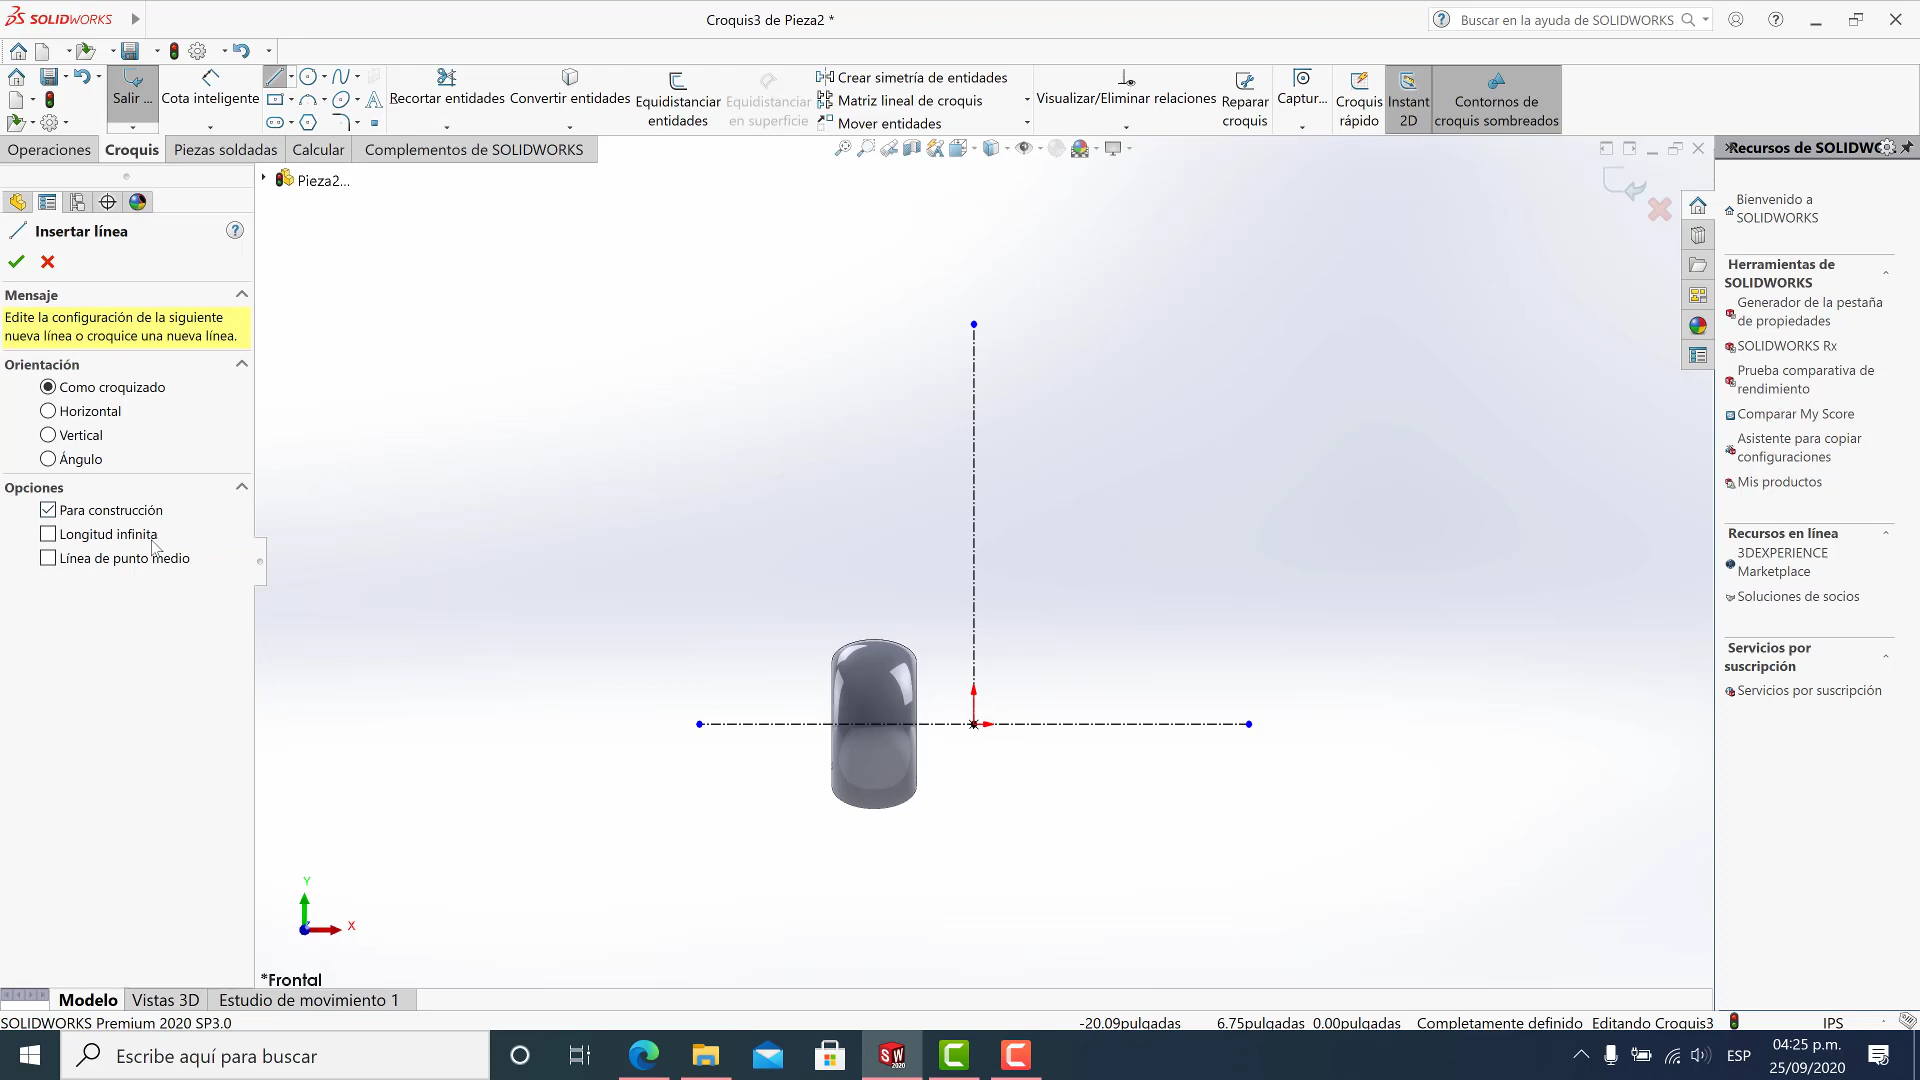 SOLIDWORKS
Croquis3 de Pieza2 *
Buscar en la ayuda de SOLIDWORKS
Salir ...
Cota inteligente
Recortar entidades
Convertir entidades
Equidistanciar
entidades
Equidistanciar
en superficie
Crear simetría de entidades
Matriz lineal de croquis
Mover entidades
Visualizar/Eliminar relaciones
Reparar
croquis
Captur...
Croquis
rápido
Instant
2D
Contornos de
croquis sombreados
Operaciones
Croquis
Piezas soldadas
Calcular
Complementos de SOLIDWORKS
Pieza2...
Insertar línea
Mensaje
Edite la configuración de la siguiente
nueva línea o croquice una nueva línea.
Orientación
Como croquizado
Horizontal
Vertical
Ángulo
Opciones
Para construcción
Longitud infinita
Línea de punto medio
Y
X
*Frontal
Recursos de SOLIDWO
Bienvenido a
SOLIDWORKS
Herramientas de
SOLIDWORKS
Generador de la pestaña
de propiedades
SOLIDWORKS Rx
Prueba comparativa de
rendimiento
Comparar My Score
Asistente para copiar
configuraciones
Mis productos
Recursos en línea
3DEXPERIENCE
Marketplace
Soluciones de socios
Servicios por
suscripción
Servicios por suscripción
Modelo
Vistas 3D
Estudio de movimiento 1
SOLIDWORKS Premium 2020 SP3.0
-20.09pulgadas
6.75pulgadas
0.00pulgadas
Completamente definido
Editando Croquis3
IPS
Escribe aquí para buscar
SW
2020
ESP
04:25 p.m.
25/09/2020